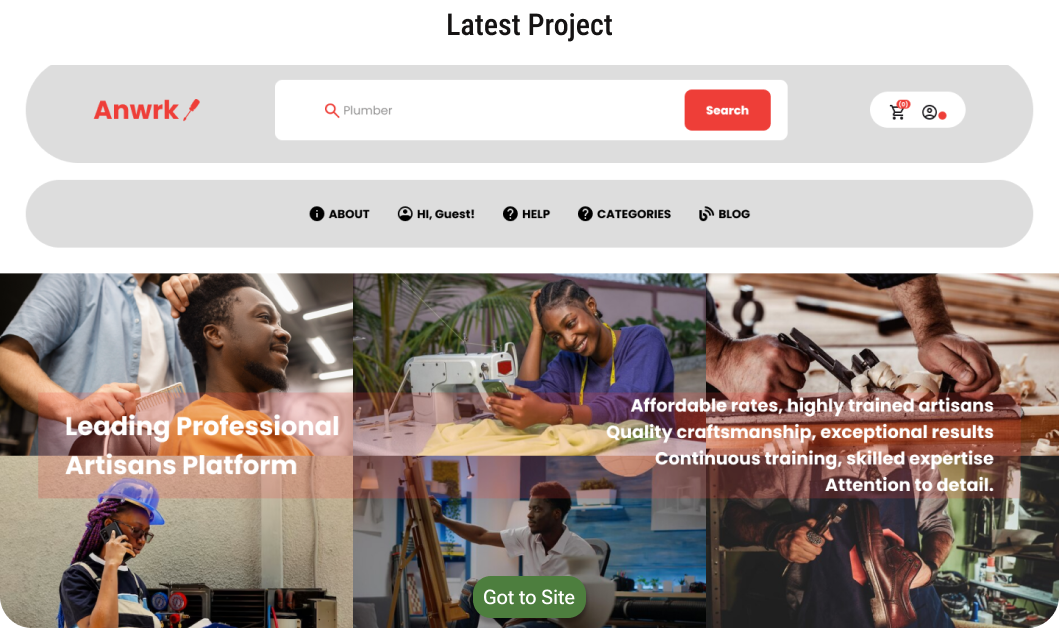 Latest Project
Anwrk
Plumber
Search
(0)
ABOUT
HI, Guest!
HELP
CATEGORIES
BLOG
Leading Professional
Artisans Platform
Affordable rates, highly trained artisans
Quality craftsmanship, exceptional results
Continuous training, skilled expertise
Attention to detail.
Got to Site